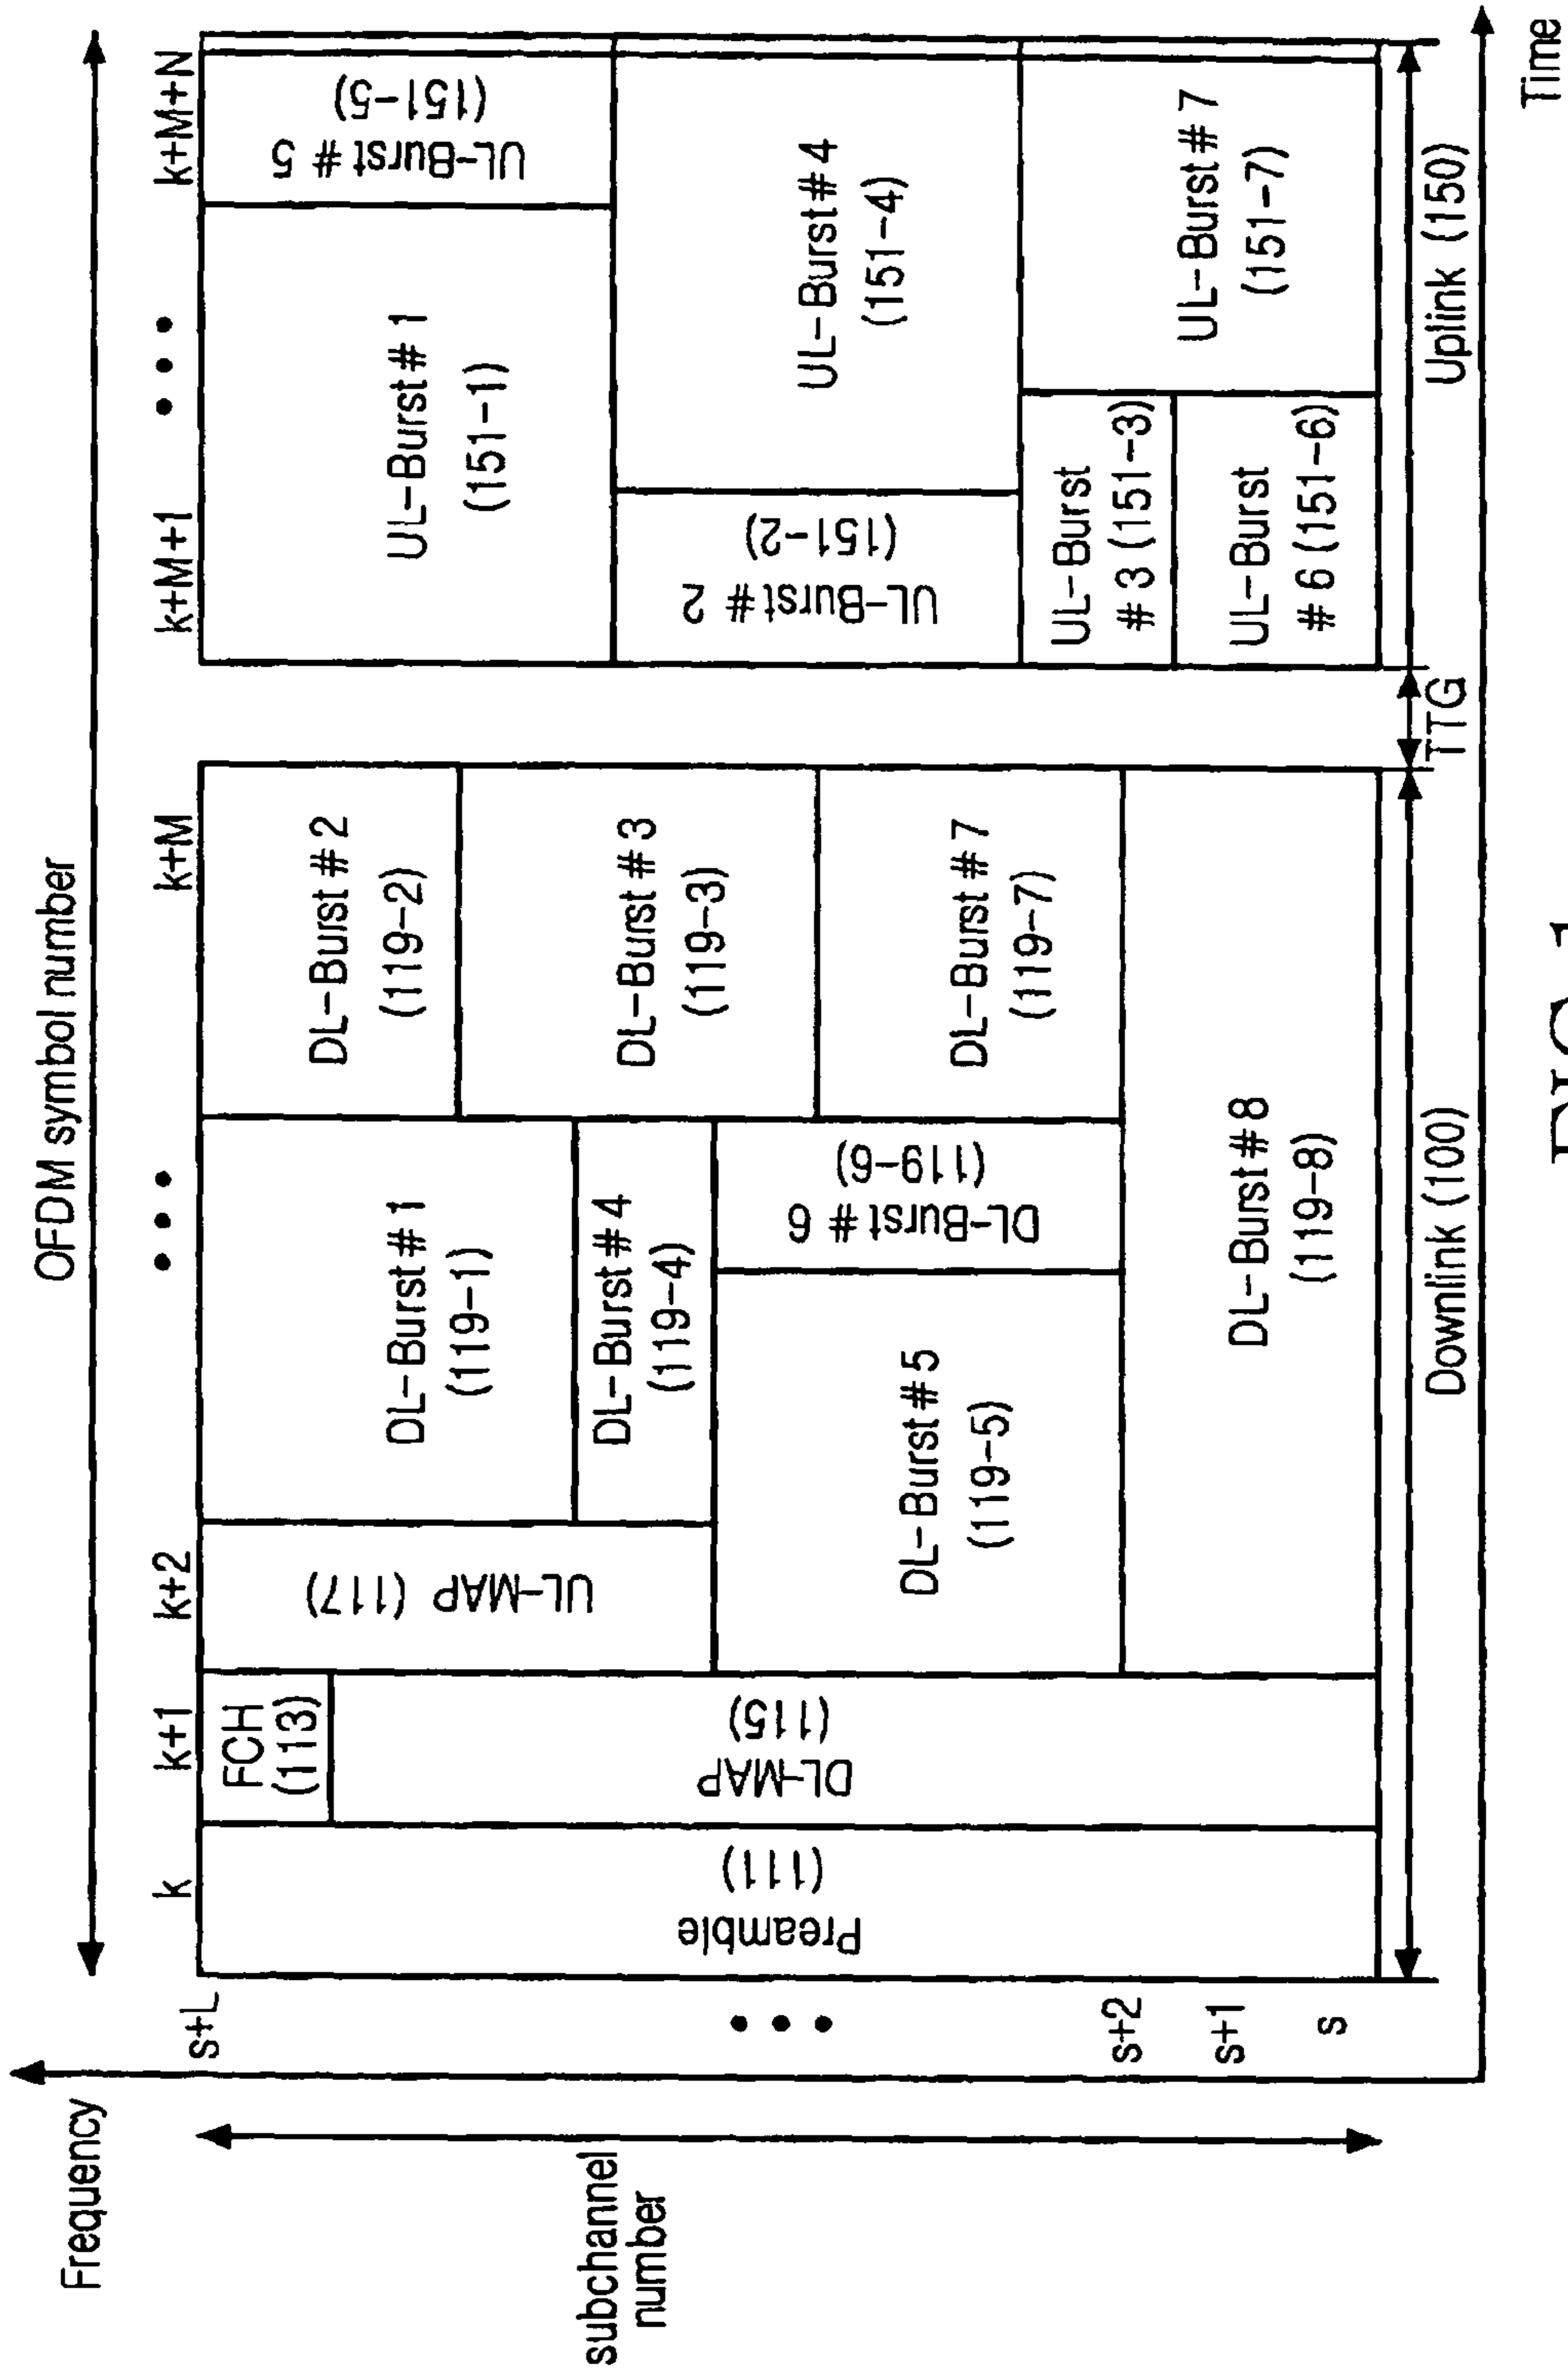 OFDM symbol number
Frequency
k
k+1
k+2
• • •
k+M
k+M+1
• • •
k+M+N
s+L
• • •
s+2
s+1
s
subchannel
number
Preamble
(111)
FCH
(113)
DL-MAP
(115)
UL-MAP (117)
DL-Burst # 1
(119-1)
DL-Burst # 2
(119-2)
DL-Burst # 3
(119-3)
DL-Burst # 4
(119-4)
DL-Burst # 5
(119-5)
DL-Burst # 6
(119-6)
DL-Burst # 7
(119-7)
DL-Burst # 8
(119-8)
UL-Burst # 1
(151-1)
UL-Burst # 5
(151-5)
UL-Burst # 2
(151-2)
UL-Burst # 4
(151-4)
UL-Burst
# 3 (151-3)
UL-Burst
# 6 (151-6)
UL-Burst # 7
(151-7)
Downlink (100)
TTG
Uplink (150)
Time